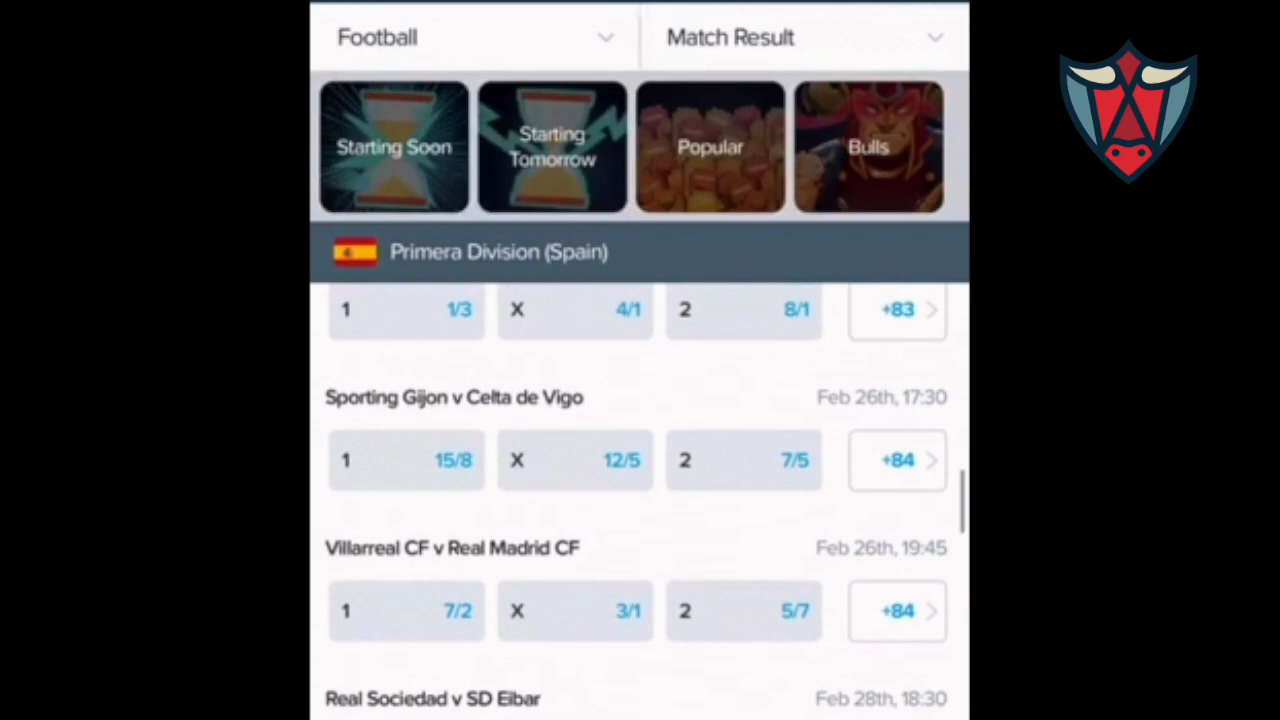 Football
Match Result
Starting Soon
Starting
Tomorrow
Popular
Bulls
Primera Division (Spain)
1 1/3 X 4/1 2 8/1 +83
Sporting Gijon v Celta de Vigo Feb 26th, 17:30
1 15/8 X 12/5 2 7/5 +84
Villarreal CF v Real Madrid CF Feb 26th, 19:45
1 7/2 X 3/1 2 5/7 +84
Real Sociedad v SD Eibar Feb 28th, 18:30